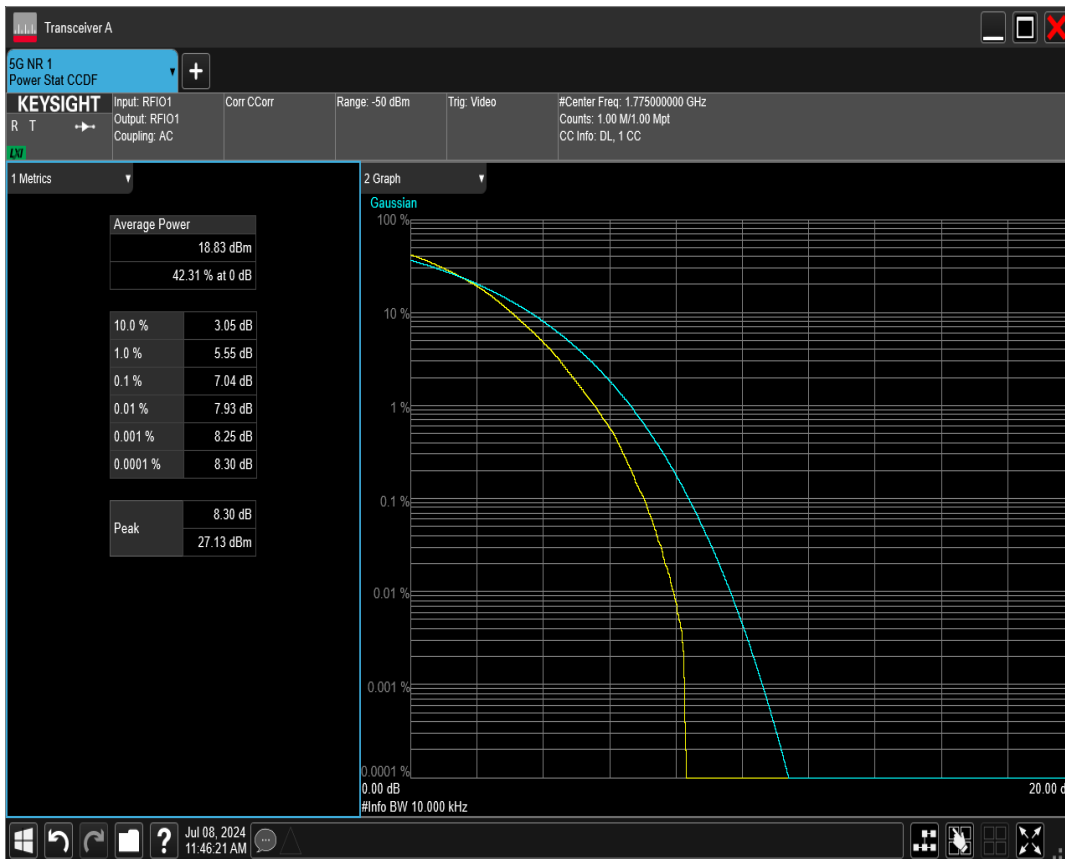 Transceiver A
5G NR 1
Power Stat CCDF
+
KEYSIGHT
R T
LXI
Input: RFIO1
Output: RFIO1
Coupling: AC
Corr CCorr
Range: -50 dBm
Trig: Video
#Center Freq: 1.775000000 GHz
Counts: 1.00 M/1.00 Mpt
CC Info: DL, 1 CC
1 Metrics
Average Power
18.83 dBm
42.31 % at 0 dB
10.0 % 3.05 dB
1.0 % 5.55 dB
0.1 % 7.04 dB
0.01 % 7.93 dB
0.001 % 8.25 dB
0.0001 % 8.30 dB
Peak 8.30 dB
27.13 dBm
2 Graph
Gaussian
100 %
10 %
1 %
0.1 %
0.01 %
0.001 %
0.0001 %
0.00 dB 20.00 d
#Info BW 10.000 kHz
?
Jul 08, 2024
11:46:21 AM